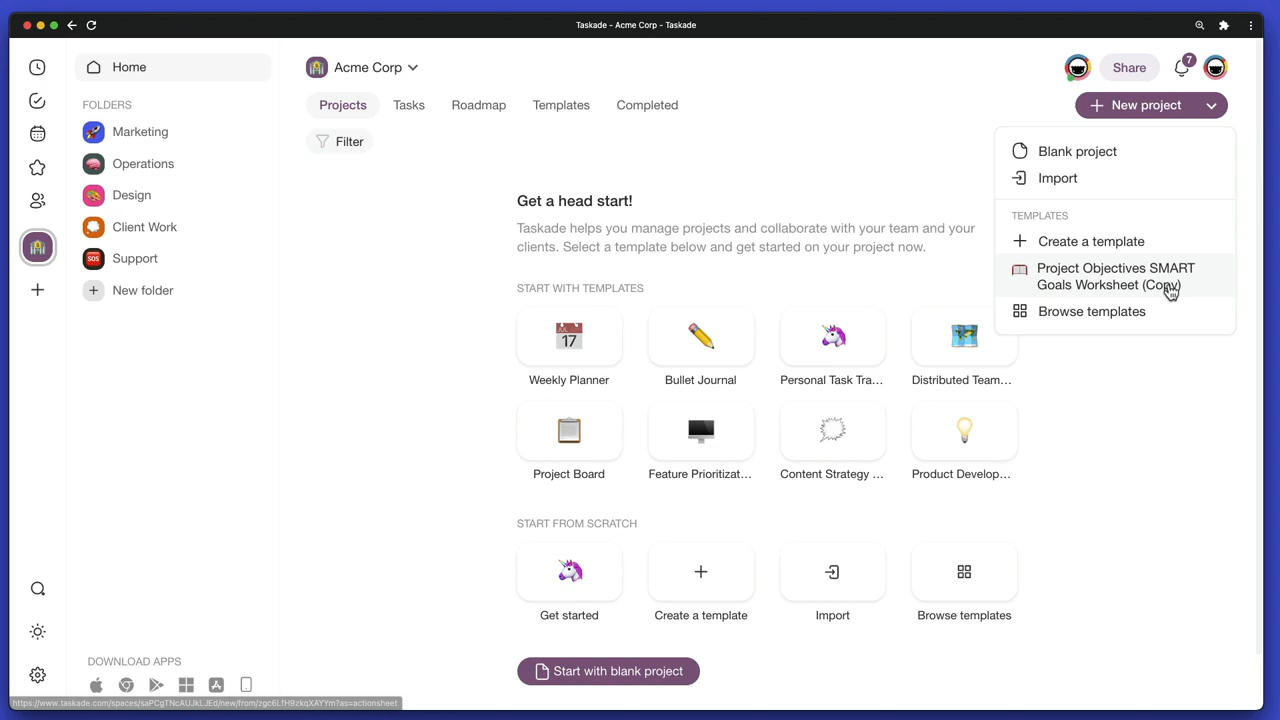 Taskade - Acme Corp - Taskade
Home
FOLDERS
Marketing
Operations
Design
Client Work
SOS
Support
New folder
DOWNLOAD APPS
https://www.taskade.com/spaces/saPCgTNcAUJkLJEd/new/from/zgc6LfH9zkqXAYYm?as=actionsheet
Acme Corp
Share
7
Projects
Tasks
Roadmap
Templates
Completed
New project
Filter
Blank project
Import
TEMPLATES
Create a template
Project Objectives SMART
Goals Worksheet (Copy)
Browse templates
Get a head start!
Taskade helps you manage projects and collaborate with your team and your
clients. Select a template below and get started on your project now.
START WITH TEMPLATES
17
Weekly Planner
Bullet Journal
Personal Task Tra...
Distributed Team...
Project Board
Feature Prioritizat...
Content Strategy ...
Product Develop...
START FROM SCRATCH
Get started
Create a template
Import
Browse templates
Start with blank project